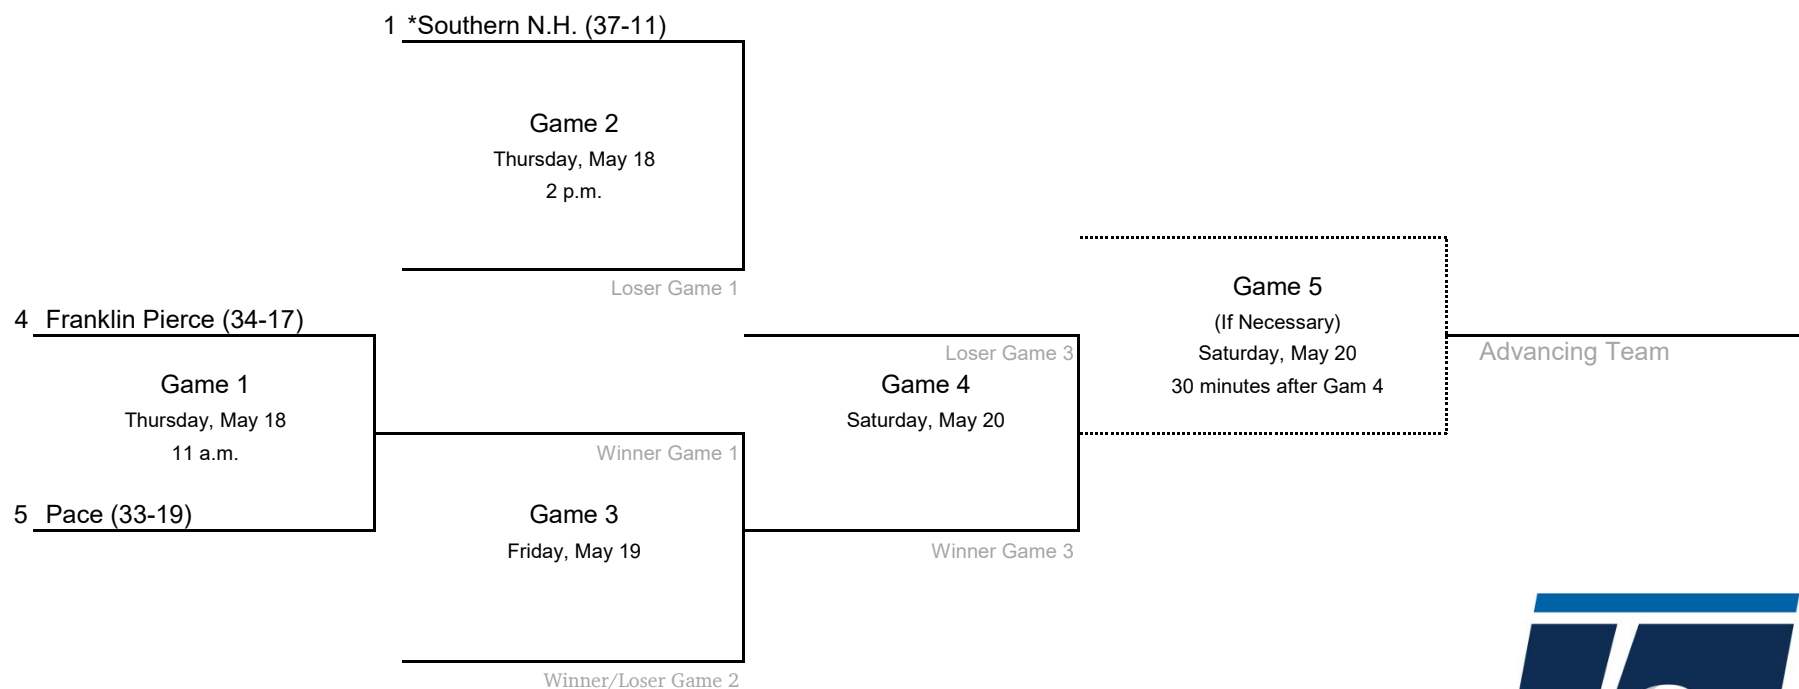 1 *Southern N.H. (37-11)
Game 2
Thursday, May 18
2 p.m.
Loser Game 1
4 Franklin Pierce (34-17)
Game 1
Thursday, May 18
11 a.m.
5 Pace (33-19)
Winner Game 1
Game 3
Friday, May 19
Winner/Loser Game 2
Loser Game 3
Game 4
Saturday, May 20
Winner Game 3
Game 5
(If Necessary)
Saturday, May 20
30 minutes after Gam 4
Advancing Team